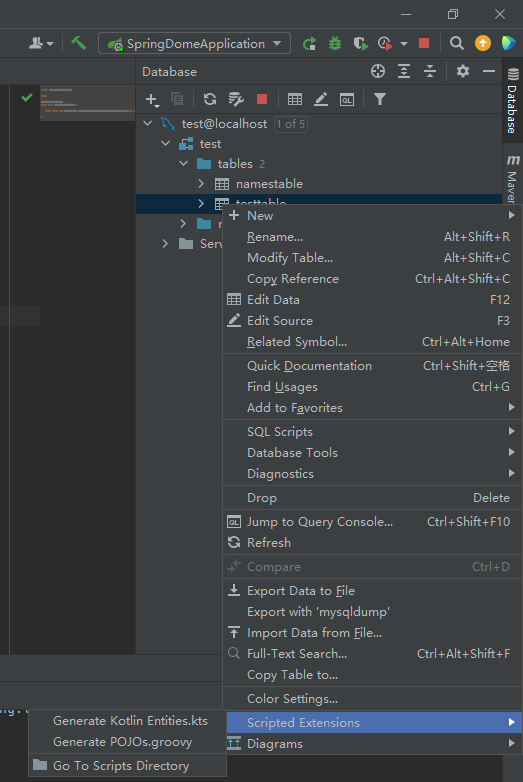 SpringDomeApplication
Database
test@localhost 1 of 5
test
tables 2
namestable
testtable
Serv
Database
Maven
New
Rename... Alt+Shift+R
Modify Table... Alt+Shift+C
Copy Reference Ctrl+Alt+Shift+C
Edit Data F12
Edit Source F3
Related Symbol... Ctrl+Alt+Home
Quick Documentation Ctrl+Shift+空格
Find Usages Ctrl+G
Add to Favorites
SQL Scripts
Database Tools
Diagnostics
Drop Delete
QL Jump to Query Console... Ctrl+Shift+F10
Refresh
Compare Ctrl+D
Export Data to File
Export with 'mysqldump'
Import Data from File...
Full-Text Search... Ctrl+Alt+Shift+F
Copy Table to...
Color Settings...
Scripted Extensions
Diagrams
Generate Kotlin Entities.kts
Generate POJOs.groovy
Go To Scripts Directory